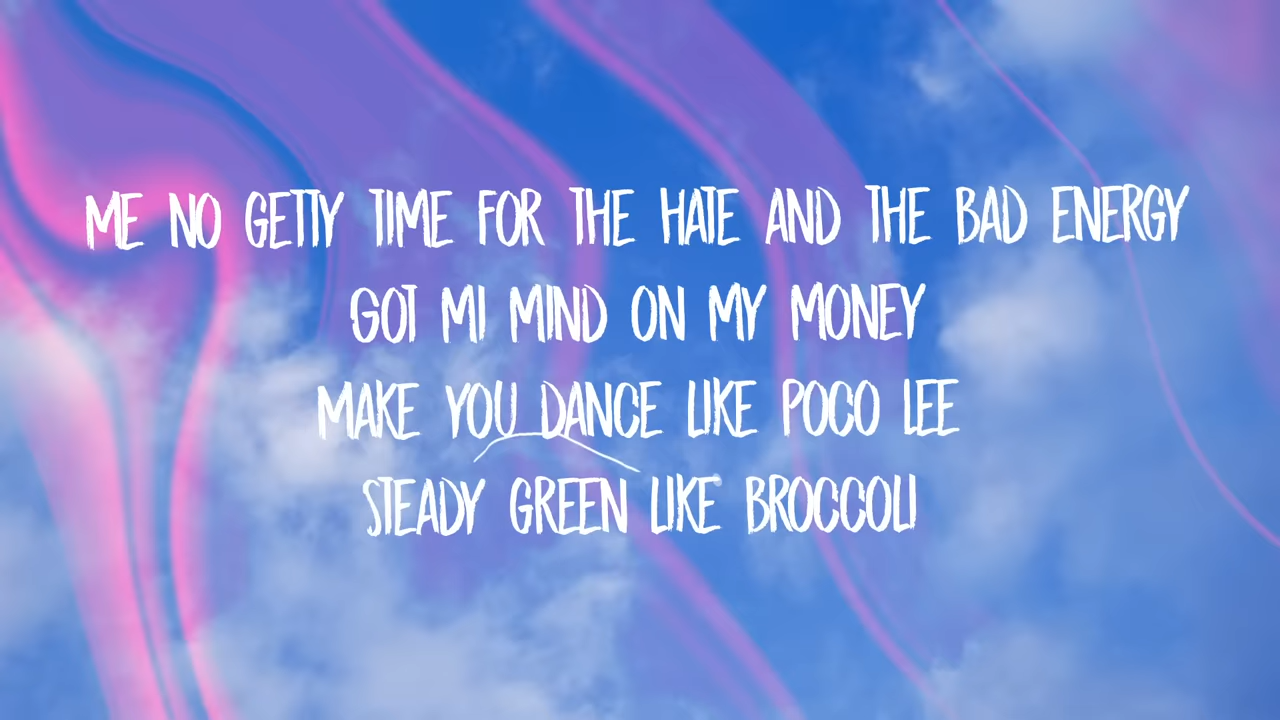 ME NO GETTY TIME FOR THE HATE AND THE BAD ENERGY
GOT MI MIND ON MY MONEY
MAKE YOU DANCE LIKE POCO LEE
STEADY GREEN LIKE BROCCOLI